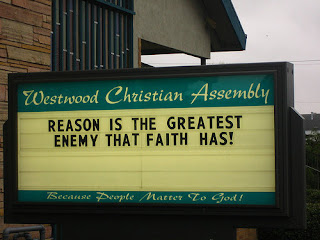 Westwood Christian Assembly
REASON IS THE GREATEST
ENEMY THAT FAITH HAS!
Because People Matter To God!